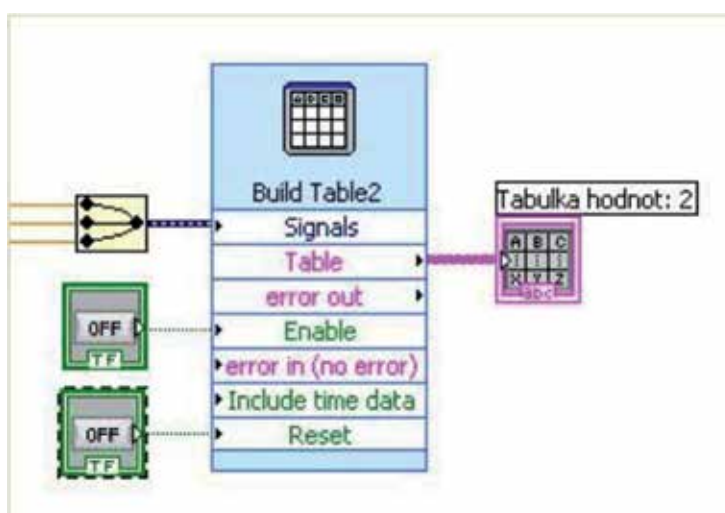 Build Table2
Signals
Table
error out
Enable
error in (no error)
Include time data
Reset
OFF
TF
OFF
TF
Tabulka hodnot: 2
A B C
X Y Z
abc